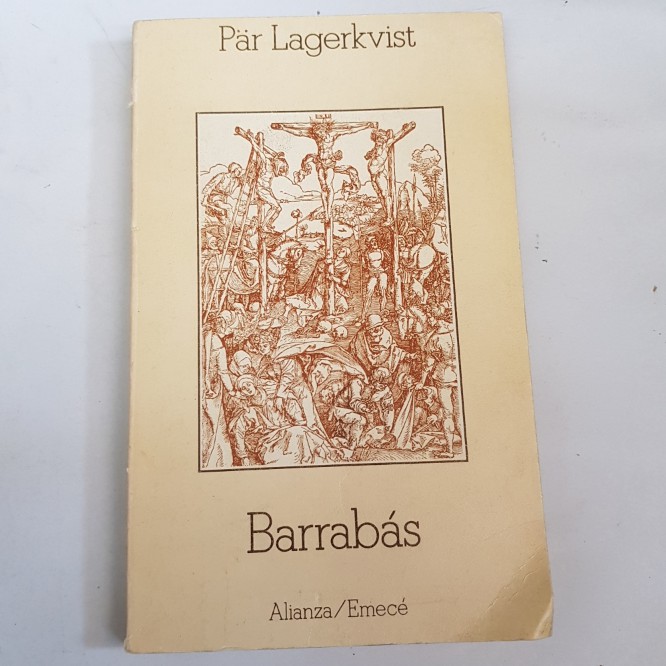 Pär Lagerkvist
Barrabás
Alianza/Emecé